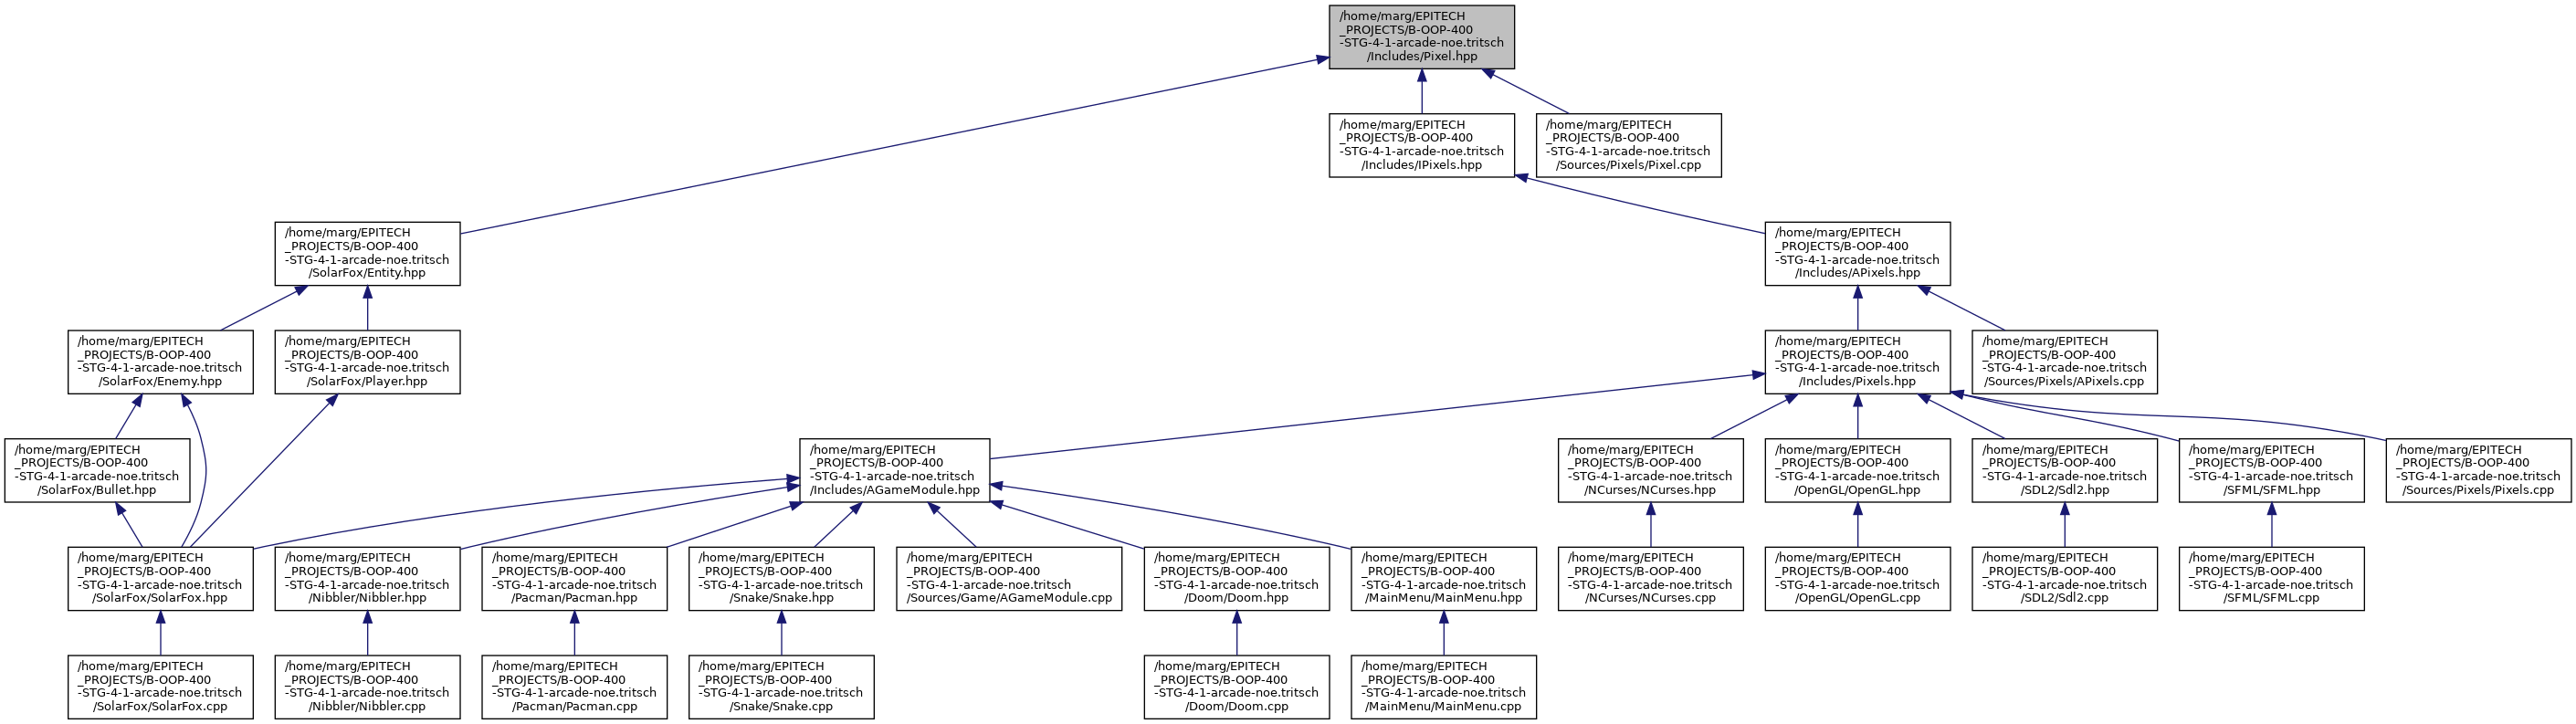 /home/marg/EPITECH
_PROJECTS/B-OOP-400
-STG-4-1-arcade-noe.tritsch
/Includes/Pixel.hpp
/home/marg/EPITECH
_PROJECTS/B-OOP-400
-STG-4-1-arcade-noe.tritsch
/Includes/IPixels.hpp
/home/marg/EPITECH
_PROJECTS/B-OOP-400
-STG-4-1-arcade-noe.tritsch
/Sources/Pixels/Pixel.cpp
/home/marg/EPITECH
_PROJECTS/B-OOP-400
-STG-4-1-arcade-noe.tritsch
/SolarFox/Entity.hpp
/home/marg/EPITECH
_PROJECTS/B-OOP-400
-STG-4-1-arcade-noe.tritsch
/Includes/APixels.hpp
/home/marg/EPITECH
_PROJECTS/B-OOP-400
-STG-4-1-arcade-noe.tritsch
/SolarFox/Enemy.hpp
/home/marg/EPITECH
_PROJECTS/B-OOP-400
-STG-4-1-arcade-noe.tritsch
/SolarFox/Player.hpp
/home/marg/EPITECH
_PROJECTS/B-OOP-400
-STG-4-1-arcade-noe.tritsch
/Includes/Pixels.hpp
/home/marg/EPITECH
_PROJECTS/B-OOP-400
-STG-4-1-arcade-noe.tritsch
/Sources/Pixels/APixels.cpp
/home/marg/EPITECH
_PROJECTS/B-OOP-400
-STG-4-1-arcade-noe.tritsch
/SolarFox/Bullet.hpp
/home/marg/EPITECH
_PROJECTS/B-OOP-400
-STG-4-1-arcade-noe.tritsch
/Includes/AGameModule.hpp
/home/marg/EPITECH
_PROJECTS/B-OOP-400
-STG-4-1-arcade-noe.tritsch
/NCurses/NCurses.hpp
/home/marg/EPITECH
_PROJECTS/B-OOP-400
-STG-4-1-arcade-noe.tritsch
/OpenGL/OpenGL.hpp
/home/marg/EPITECH
_PROJECTS/B-OOP-400
-STG-4-1-arcade-noe.tritsch
/SDL2/Sdl2.hpp
/home/marg/EPITECH
_PROJECTS/B-OOP-400
-STG-4-1-arcade-noe.tritsch
/SFML/SFML.hpp
/home/marg/EPITECH
_PROJECTS/B-OOP-400
-STG-4-1-arcade-noe.tritsch
/Sources/Pixels/Pixels.cpp
/home/marg/EPITECH
_PROJECTS/B-OOP-400
-STG-4-1-arcade-noe.tritsch
/SolarFox/SolarFox.hpp
/home/marg/EPITECH
_PROJECTS/B-OOP-400
-STG-4-1-arcade-noe.tritsch
/Nibbler/Nibbler.hpp
/home/marg/EPITECH
_PROJECTS/B-OOP-400
-STG-4-1-arcade-noe.tritsch
/Pacman/Pacman.hpp
/home/marg/EPITECH
_PROJECTS/B-OOP-400
-STG-4-1-arcade-noe.tritsch
/Snake/Snake.hpp
/home/marg/EPITECH
_PROJECTS/B-OOP-400
-STG-4-1-arcade-noe.tritsch
/Sources/Game/AGameModule.cpp
/home/marg/EPITECH
_PROJECTS/B-OOP-400
-STG-4-1-arcade-noe.tritsch
/Doom/Doom.hpp
/home/marg/EPITECH
_PROJECTS/B-OOP-400
-STG-4-1-arcade-noe.tritsch
/MainMenu/MainMenu.hpp
/home/marg/EPITECH
_PROJECTS/B-OOP-400
-STG-4-1-arcade-noe.tritsch
/NCurses/NCurses.cpp
/home/marg/EPITECH
_PROJECTS/B-OOP-400
-STG-4-1-arcade-noe.tritsch
/OpenGL/OpenGL.cpp
/home/marg/EPITECH
_PROJECTS/B-OOP-400
-STG-4-1-arcade-noe.tritsch
/SDL2/Sdl2.cpp
/home/marg/EPITECH
_PROJECTS/B-OOP-400
-STG-4-1-arcade-noe.tritsch
/SFML/SFML.cpp
/home/marg/EPITECH
_PROJECTS/B-OOP-400
-STG-4-1-arcade-noe.tritsch
/SolarFox/SolarFox.cpp
/home/marg/EPITECH
_PROJECTS/B-OOP-400
-STG-4-1-arcade-noe.tritsch
/Nibbler/Nibbler.cpp
/home/marg/EPITECH
_PROJECTS/B-OOP-400
-STG-4-1-arcade-noe.tritsch
/Pacman/Pacman.cpp
/home/marg/EPITECH
_PROJECTS/B-OOP-400
-STG-4-1-arcade-noe.tritsch
/Snake/Snake.cpp
/home/marg/EPITECH
_PROJECTS/B-OOP-400
-STG-4-1-arcade-noe.tritsch
/Doom/Doom.cpp
/home/marg/EPITECH
_PROJECTS/B-OOP-400
-STG-4-1-arcade-noe.tritsch
/MainMenu/MainMenu.cpp